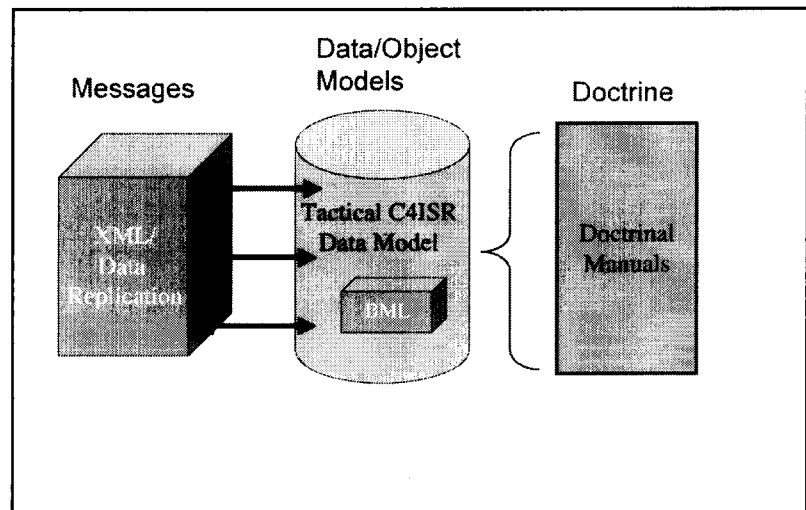 Messages
Data/Object
Models
Doctrine
XML/
Data
Replication
Tactical C4ISR
Data Model
BML
Doctrinal
Manuals